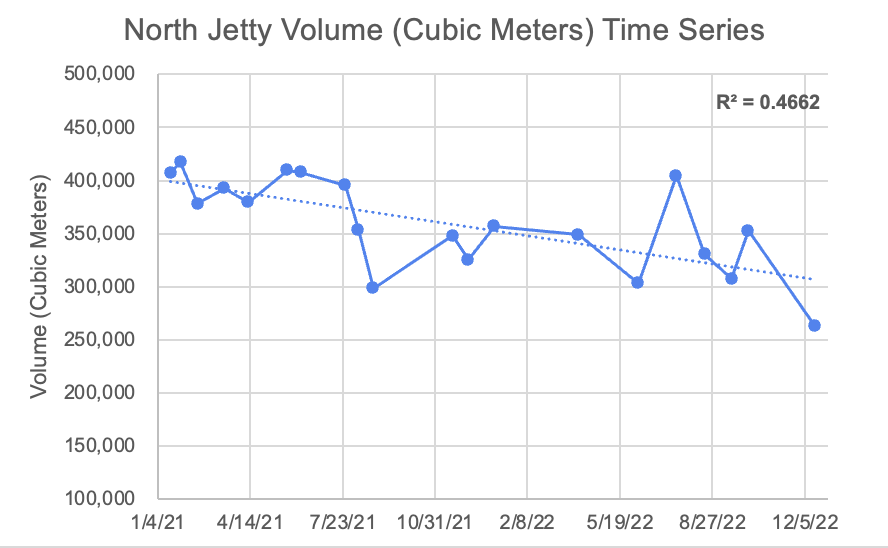 North Jetty Volume (Cubic Meters) Time Series
R² = 0.4662
Volume (Cubic Meters)
500,000
450,000
400,000
350,000
300,000
250,000
200,000
150,000
100,000
1/4/21 4/14/21 7/23/21 10/31/21 2/8/22 5/19/22 8/27/22 12/5/22